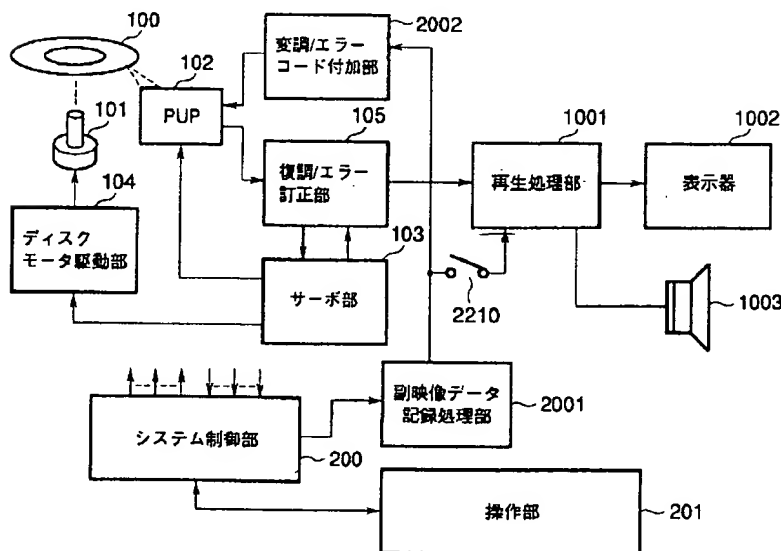 100
2002
変調/エラー
コード付加部
102
PUP
101
105
復調/エラー
訂正部
1001
再生処理部
1002
表示器
104
ディスク
モータ駆動部
103
サーボ部
2210
1003
副映像データ
記録処理部
2001
システム制御部
200
操作部
201